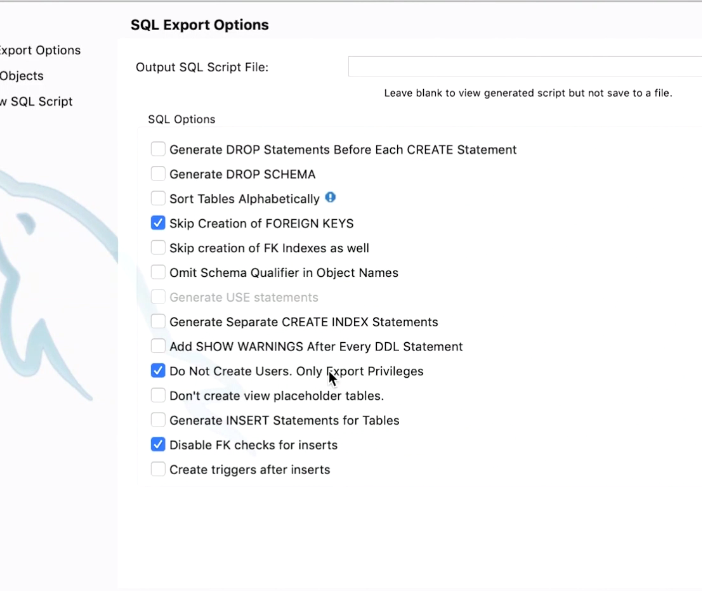 SQL Export Options
Export Options
Objects
w SQL Script
Output SQL Script File:
Leave blank to view generated script but not save to a file.
SQL Options
Generate DROP Statements Before Each CREATE Statement
Generate DROP SCHEMA
Sort Tables Alphabetically
Skip Creation of FOREIGN KEYS
Skip creation of FK Indexes as well
Omit Schema Qualifier in Object Names
Generate USE statements
Generate Separate CREATE INDEX Statements
Add SHOW WARNINGS After Every DDL Statement
Do Not Create Users. Only Export Privileges
Don't create view placeholder tables.
Generate INSERT Statements for Tables
Disable FK checks for inserts
Create triggers after inserts